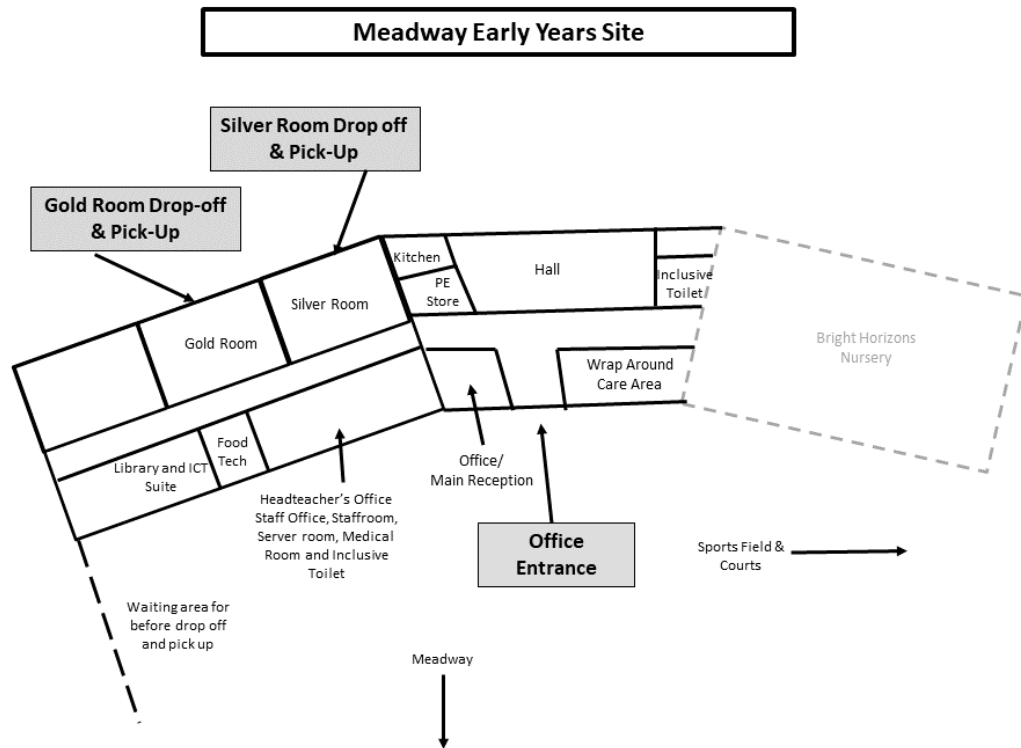 Meadway Early Years Site
Silver Room Drop off
& Pick-Up
Gold Room Drop-off
& Pick-Up
Kitchen
PE
Store
Hall
Inclusive
Toilet
Silver Room
Gold Room
Bright Horizons
Nursery
Wrap Around
Care Area
Library and ICT
Suite
Food
Tech
Office/
Main Reception
Headteacher's Office
Staff Office, Staffroom,
Server room, Medical
Room and Inclusive
Toilet
Office
Entrance
Sports Field &
Courts
Waiting area for
before drop off
and pick up
Meadway